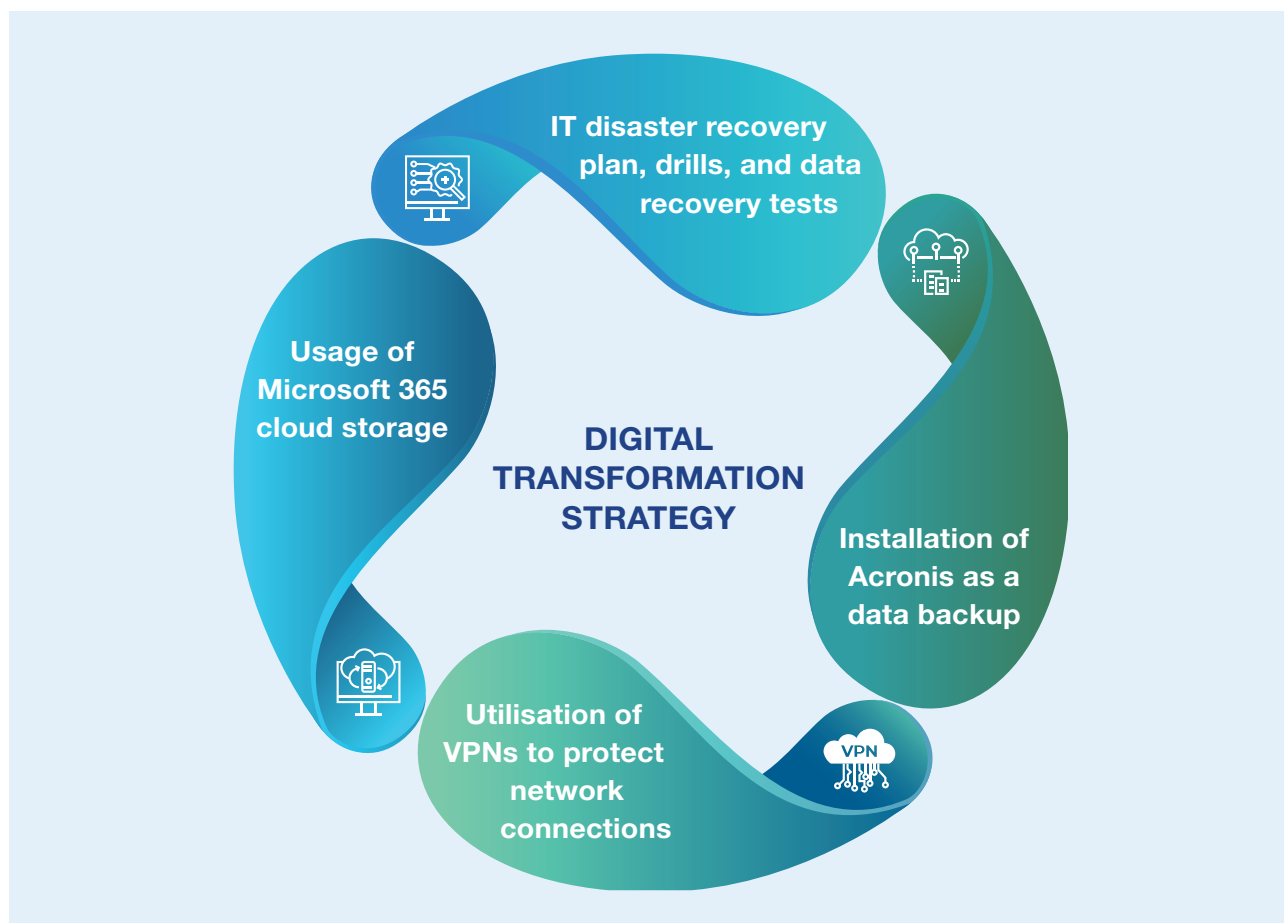 IT disaster recovery
plan, drills, and data
recovery tests
Usage of
Microsoft 365
cloud storage
DIGITAL
TRANSFORMATION
STRATEGY
Installation of
Acronis as a
data backup
Utilisation of
VPNs to protect
network
connections
VPN